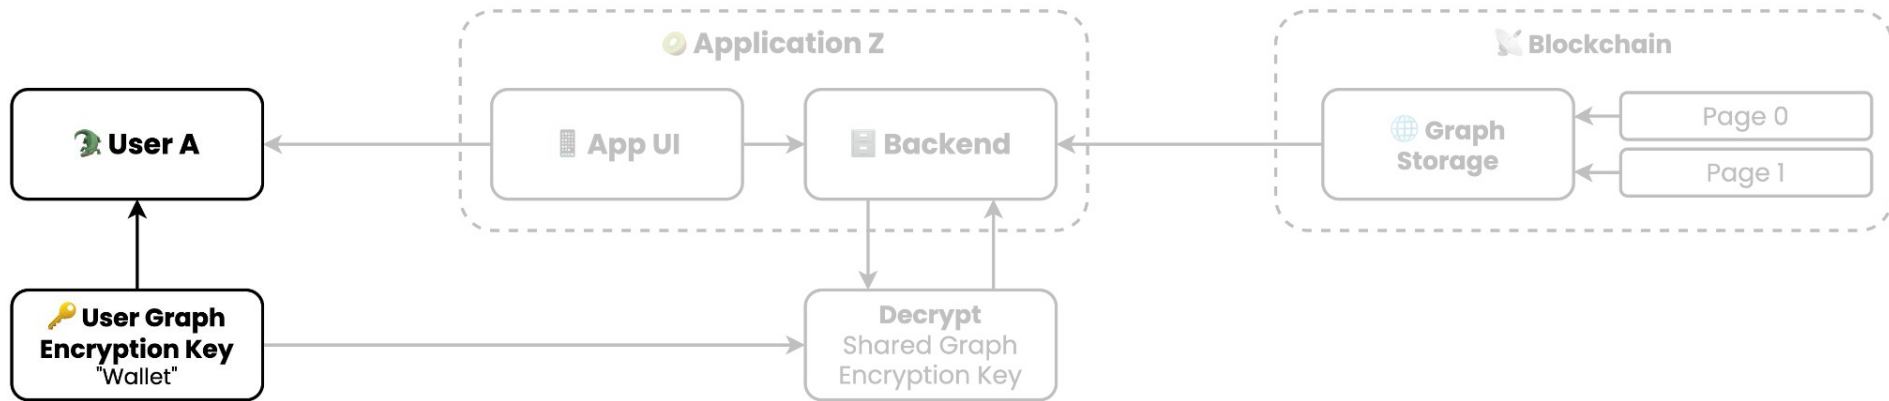 Application Z
Blockchain
User A
App UI
Backend
Graph
Storage
Page 0
Page 1
User Graph
Encryption Key
"Wallet"
Decrypt
Shared Graph
Encryption Key